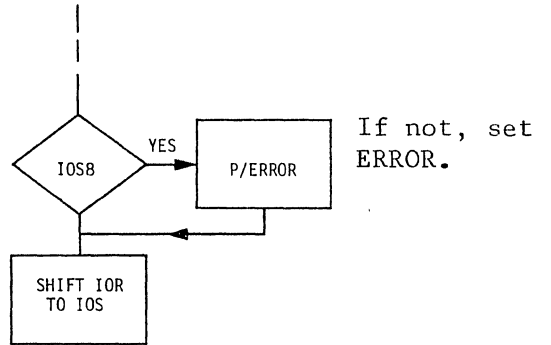 If not, set
ERROR.
YES
IOS8
P/ERROR
SHIFT IOR
TO IOS